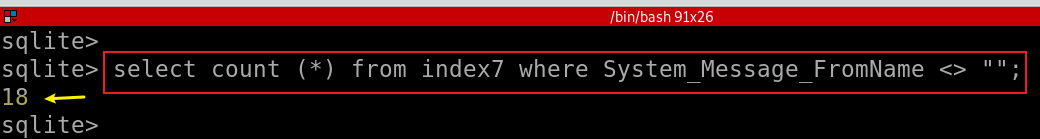 /bin/bash 91x26
sqlite>
sqlite> select count (*) from index7 where System_Message_FromName <> "";
18
sqlite>